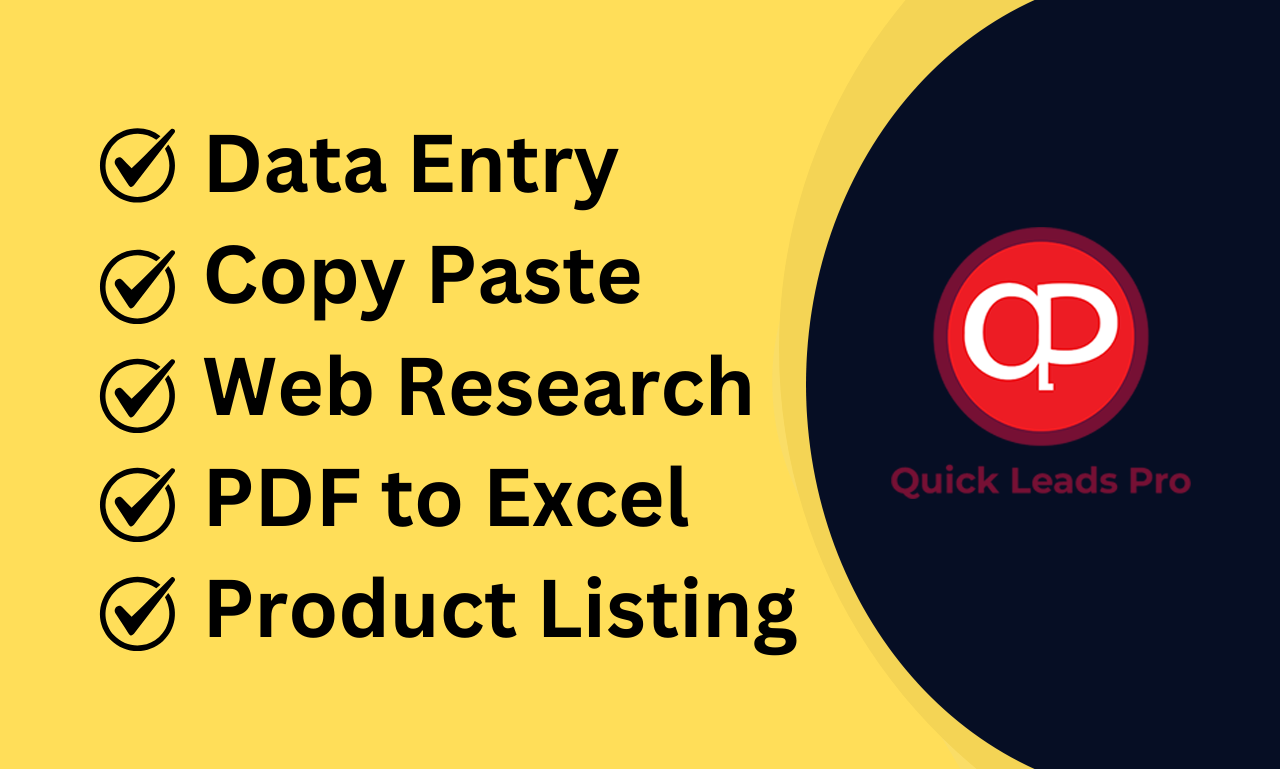 Data Entry
Copy Paste
Web Research
PDF to Excel
Product Listing
QP
Quick Leads Pro